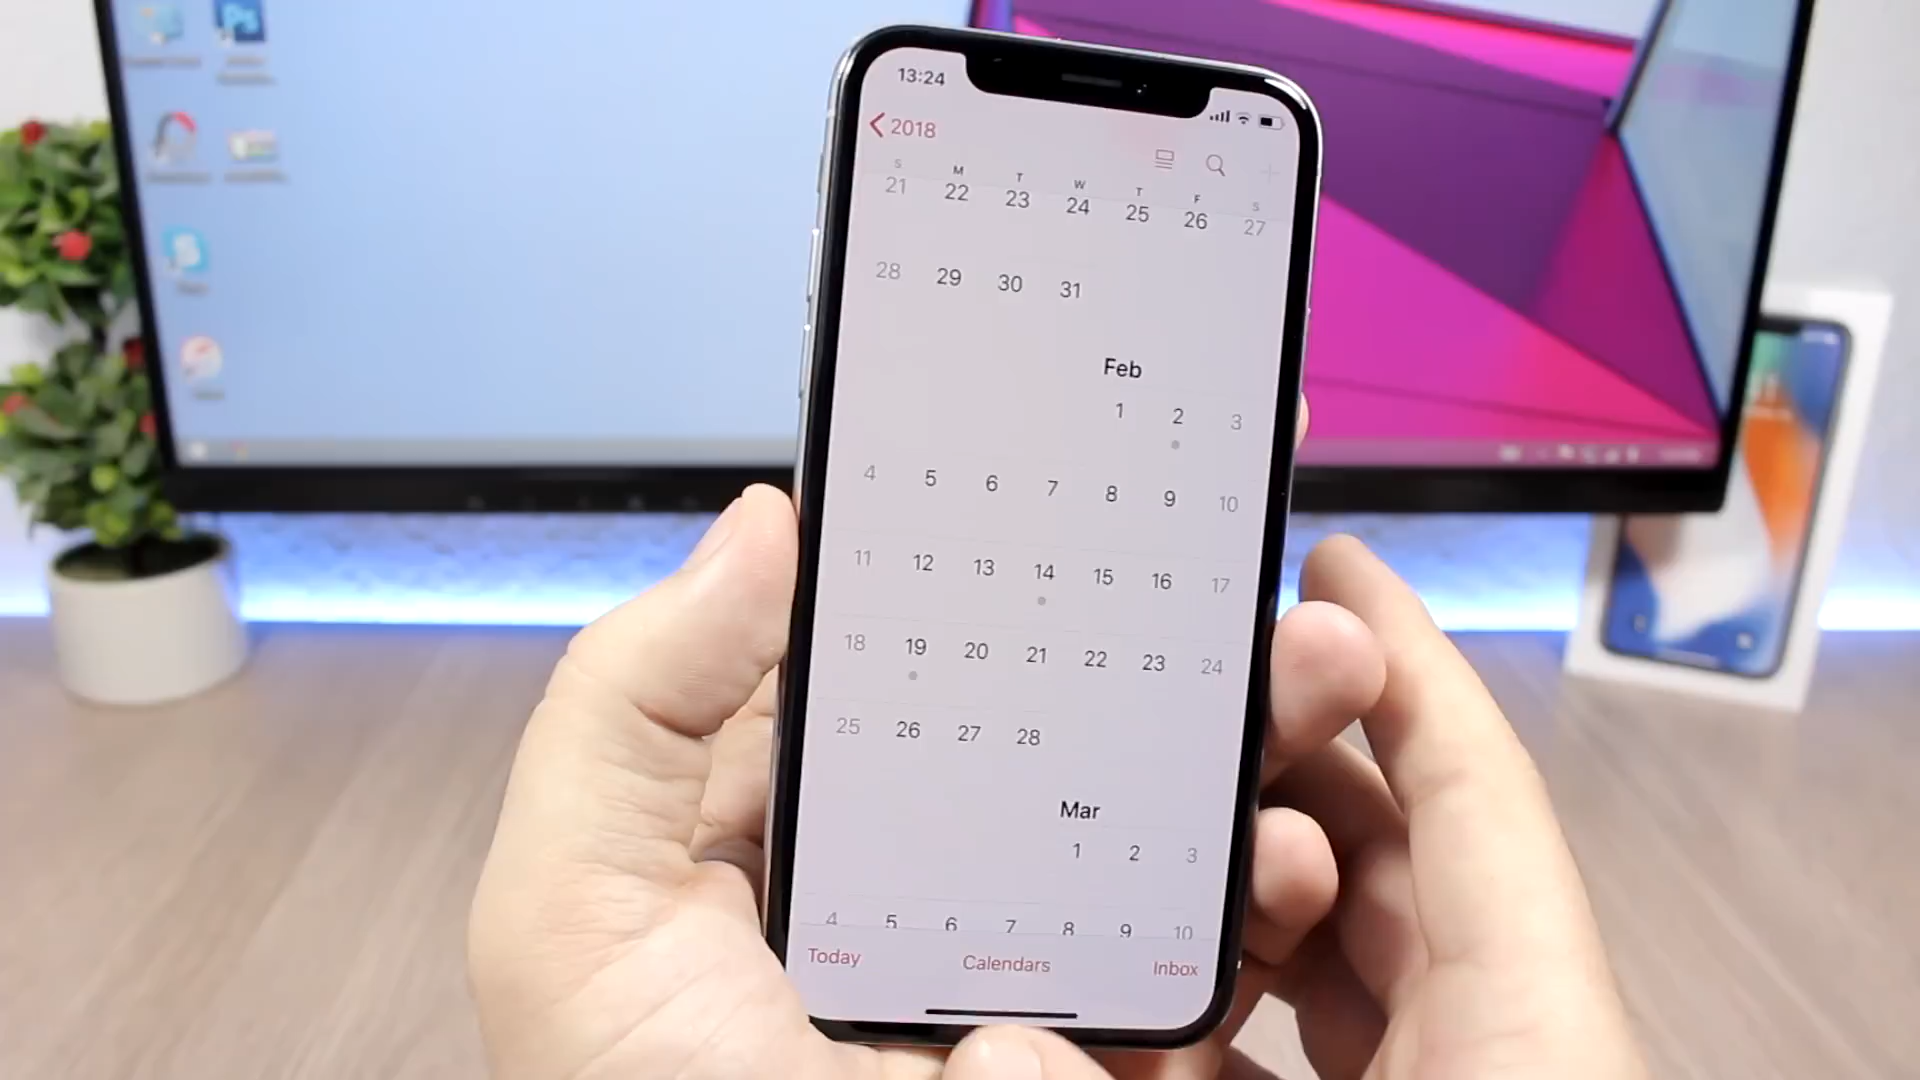 Ps
13:24
2018
S M T W T F S
21 22 23 24 25 26 27
28 29 30 31
Feb
1 2 3
4 5 6 7 8 9 10
11 12 13 14 15 16 17
18 19 20 21 22 23 24
25 26 27 28
Mar
1 2 3
4 5 6 7 8 9 10
Today Calendars Inbox